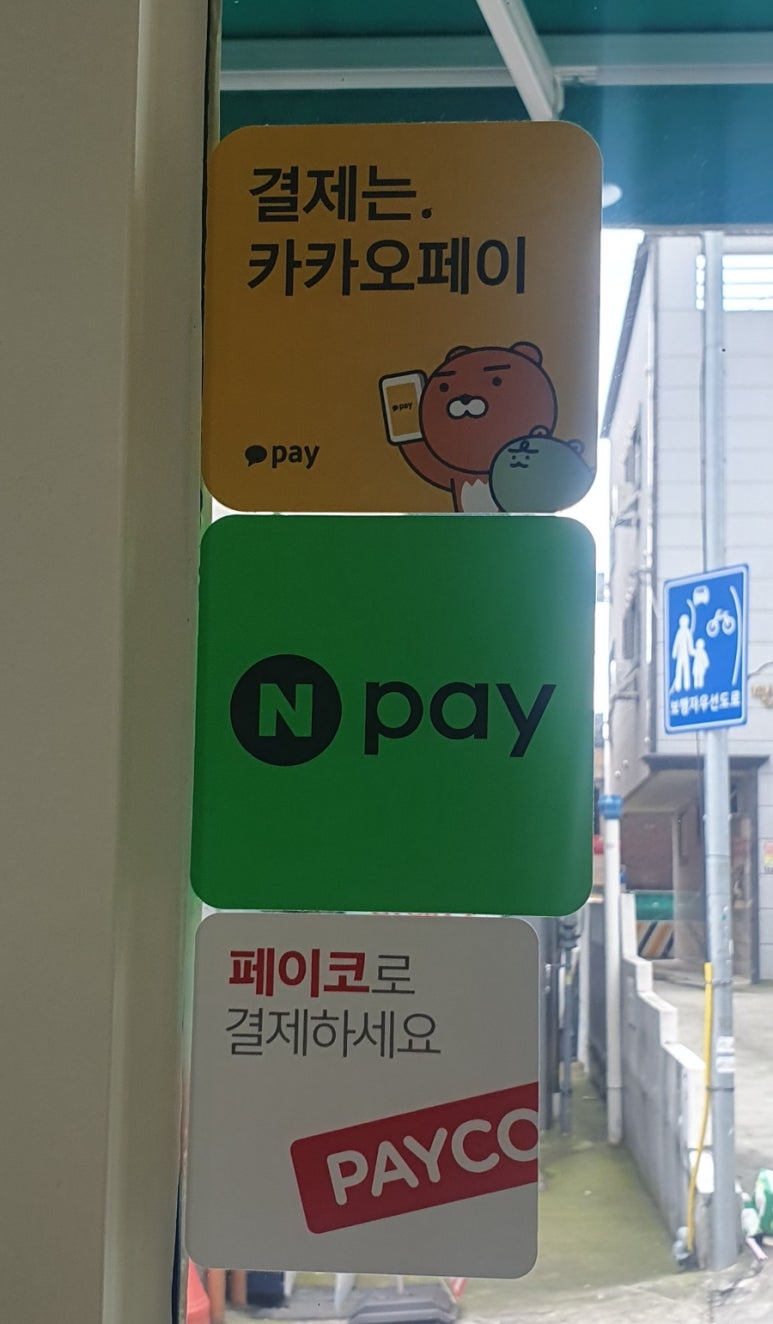 결제는.
카카오페이
pay
pay
N pay
페이코로
결제하세요
PAYCO
보행자우선도로